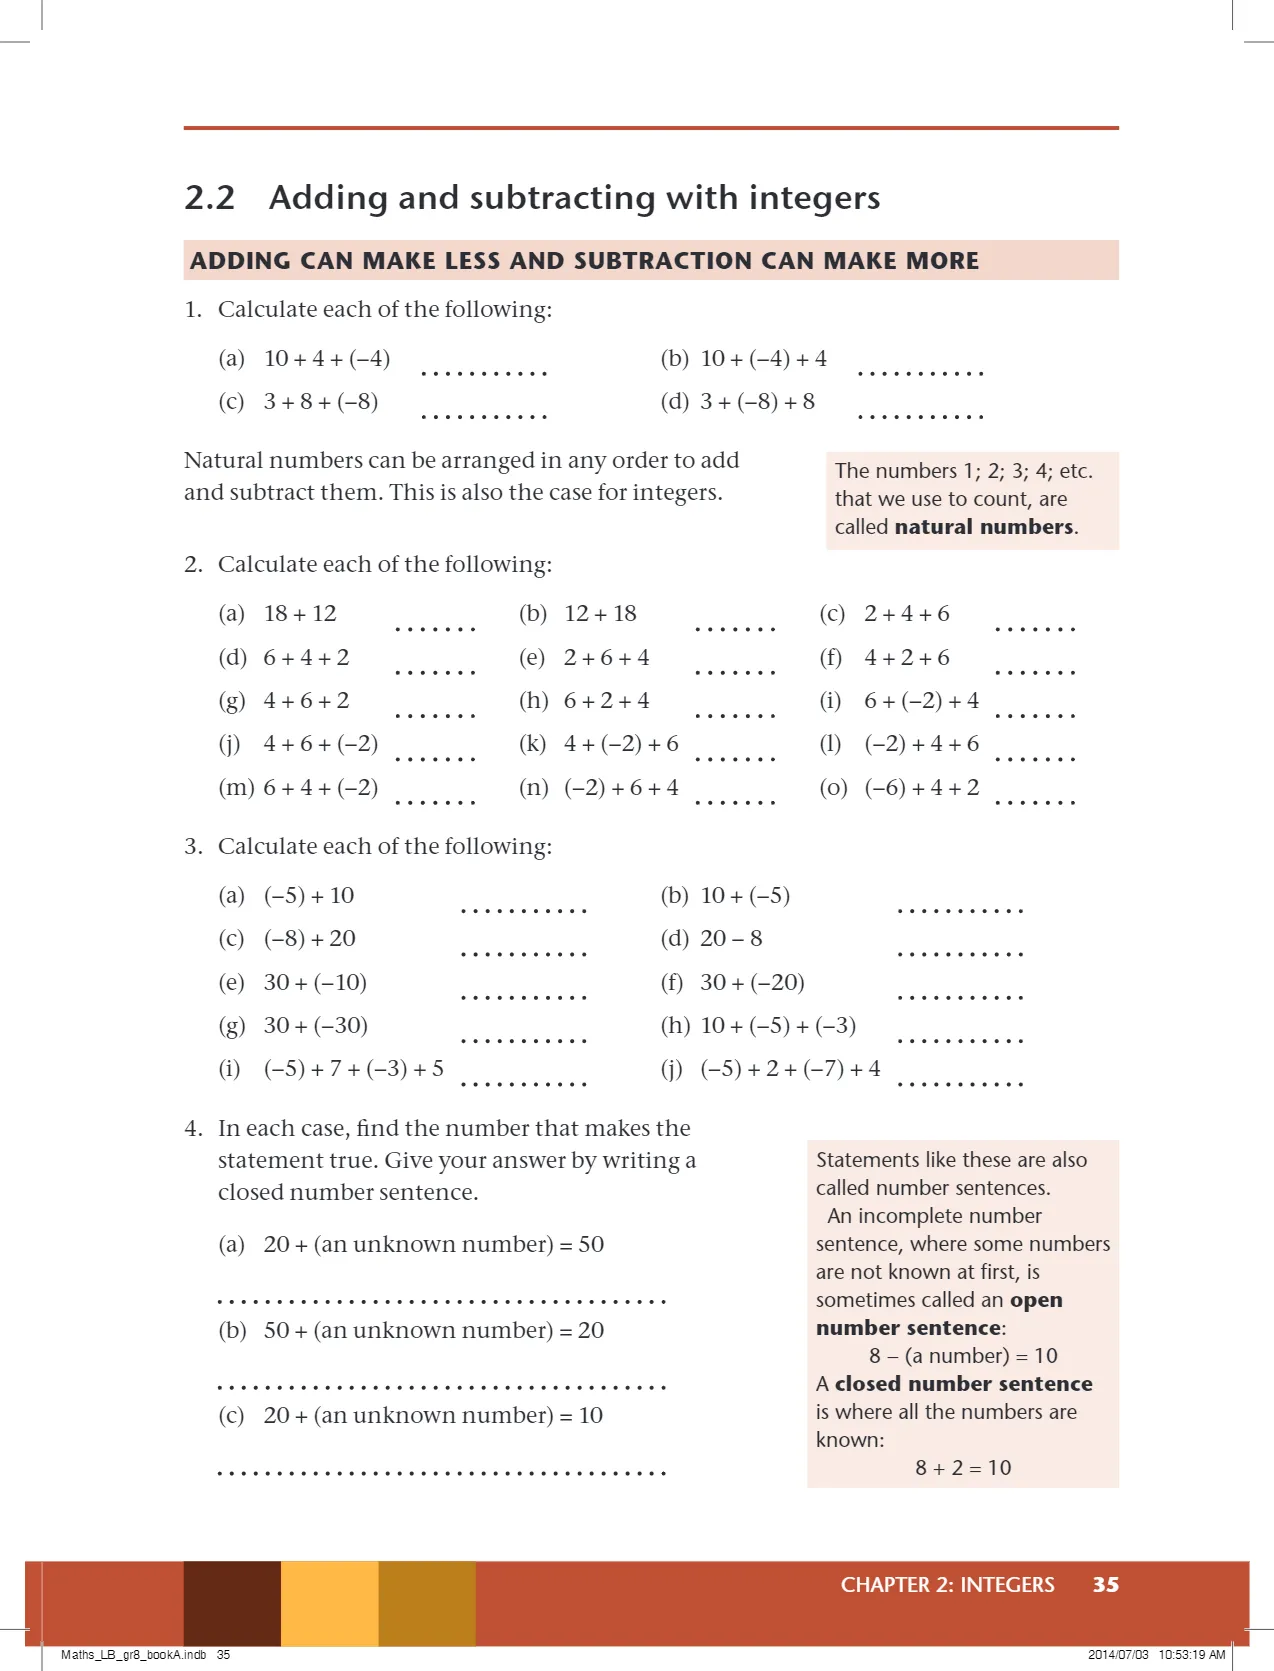 2.2 Adding and subtracting with integers
ADDING CAN MAKE LESS AND SUBTRACTION CAN MAKE MORE
1. Calculate each of the following:
(a) 10 + 4 + (–4) ........... (b) 10 + (–4) + 4 ...........
(c) 3 + 8 + (–8) ........... (d) 3 + (–8) + 8 ...........
Natural numbers can be arranged in any order to add
and subtract them. This is also the case for integers.
The numbers 1; 2; 3; 4; etc.
that we use to count, are
called natural numbers.
2. Calculate each of the following:
(a) 18 + 12 ....... (b) 12 + 18 ....... (c) 2 + 4 + 6 .......
(d) 6 + 4 + 2 ....... (e) 2 + 6 + 4 ....... (f) 4 + 2 + 6 .......
(g) 4 + 6 + 2 ....... (h) 6 + 2 + 4 ....... (i) 6 + (–2) + 4 .......
(j) 4 + 6 + (–2) ....... (k) 4 + (–2) + 6 ....... (l) (–2) + 4 + 6 .......
(m) 6 + 4 + (–2) ....... (n) (–2) + 6 + 4 ....... (o) (–6) + 4 + 2 .......
3. Calculate each of the following:
(a) (–5) + 10 ........... (b) 10 + (–5) ...........
(c) (–8) + 20 ........... (d) 20 – 8 ...........
(e) 30 + (–10) ........... (f) 30 + (–20) ...........
(g) 30 + (–30) ........... (h) 10 + (–5) + (–3) ...........
(i) (–5) + 7 + (–3) + 5 ........... (j) (–5) + 2 + (–7) + 4 ...........
4. In each case, find the number that makes the
statement true. Give your answer by writing a
closed number sentence.
(a) 20 + (an unknown number) = 50
......................................
(b) 50 + (an unknown number) = 20
......................................
(c) 20 + (an unknown number) = 10
......................................
Statements like these are also
called number sentences.
An incomplete number
sentence, where some numbers
are not known at first, is
sometimes called an open
number sentence:
8 – (a number) = 10
A closed number sentence
is where all the numbers are
known:
8 + 2 = 10
CHAPTER 2: INTEGERS 35
Maths_LB_gr8_bookA.indb 35 2014/07/03 10:53:19 AM